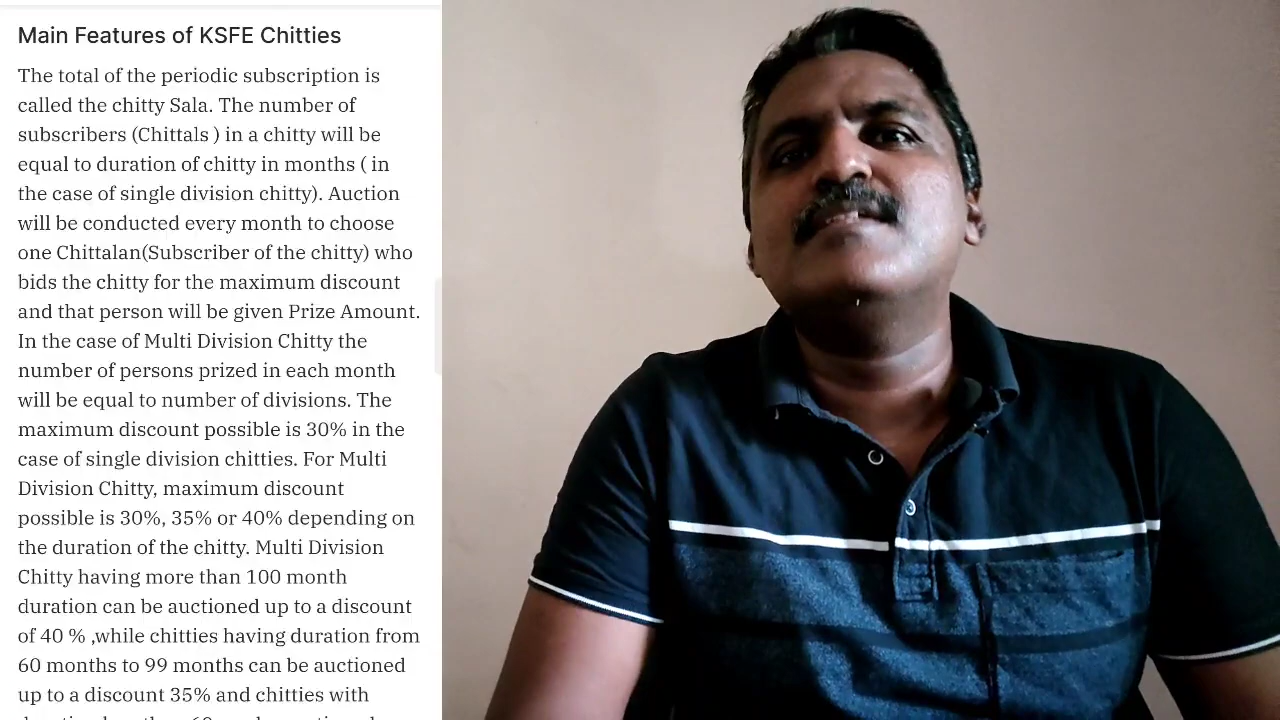 Main Features of KSFE Chitties
The total of the periodic subscription is
called the chitty Sala. The number of
subscribers (Chittals ) in a chitty will be
equal to duration of chitty in months ( in
the case of single division chitty). Auction
will be conducted every month to choose
one Chittalan(Subscriber of the chitty) who
bids the chitty for the maximum discount
and that person will be given Prize Amount.
In the case of Multi Division Chitty the
number of persons prized in each month
will be equal to number of divisions. The
maximum discount possible is 30% in the
case of single division chitties. For Multi
Division Chitty, maximum discount
possible is 30%, 35% or 40% depending on
the duration of the chitty. Multi Division
Chitty having more than 100 month
duration can be auctioned up to a discount
of 40 % ,while chitties having duration from
60 months to 99 months can be auctioned
up to a discount 35% and chitties with